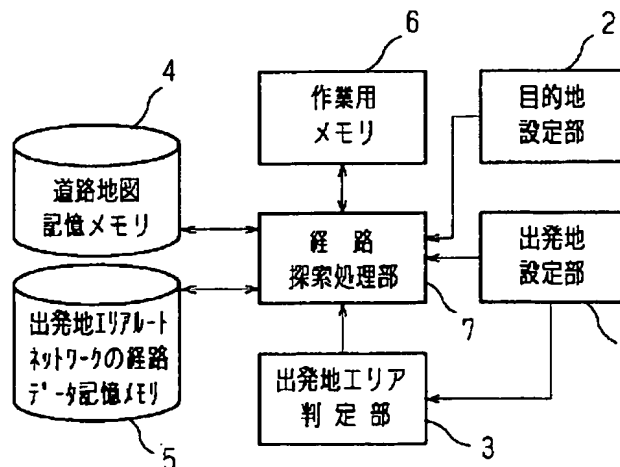 6
2
4
作業用
メモリ
目的地
設定部
道路地図
記憶メモリ
経 路
探索処理部
出発地
設定部
7
出発地エリアルート
ネットワークの経路
データ記憶メモリ
出発地エリア
判 定 部
3
5